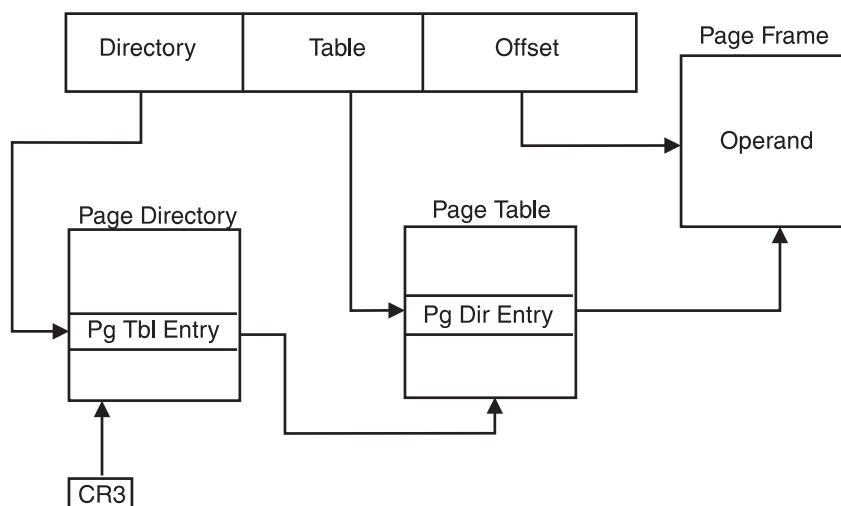 Directory Table Offset
Page Frame
Operand
Page Directory
Page Table
Pg Tbl Entry
Pg Dir Entry
CR3